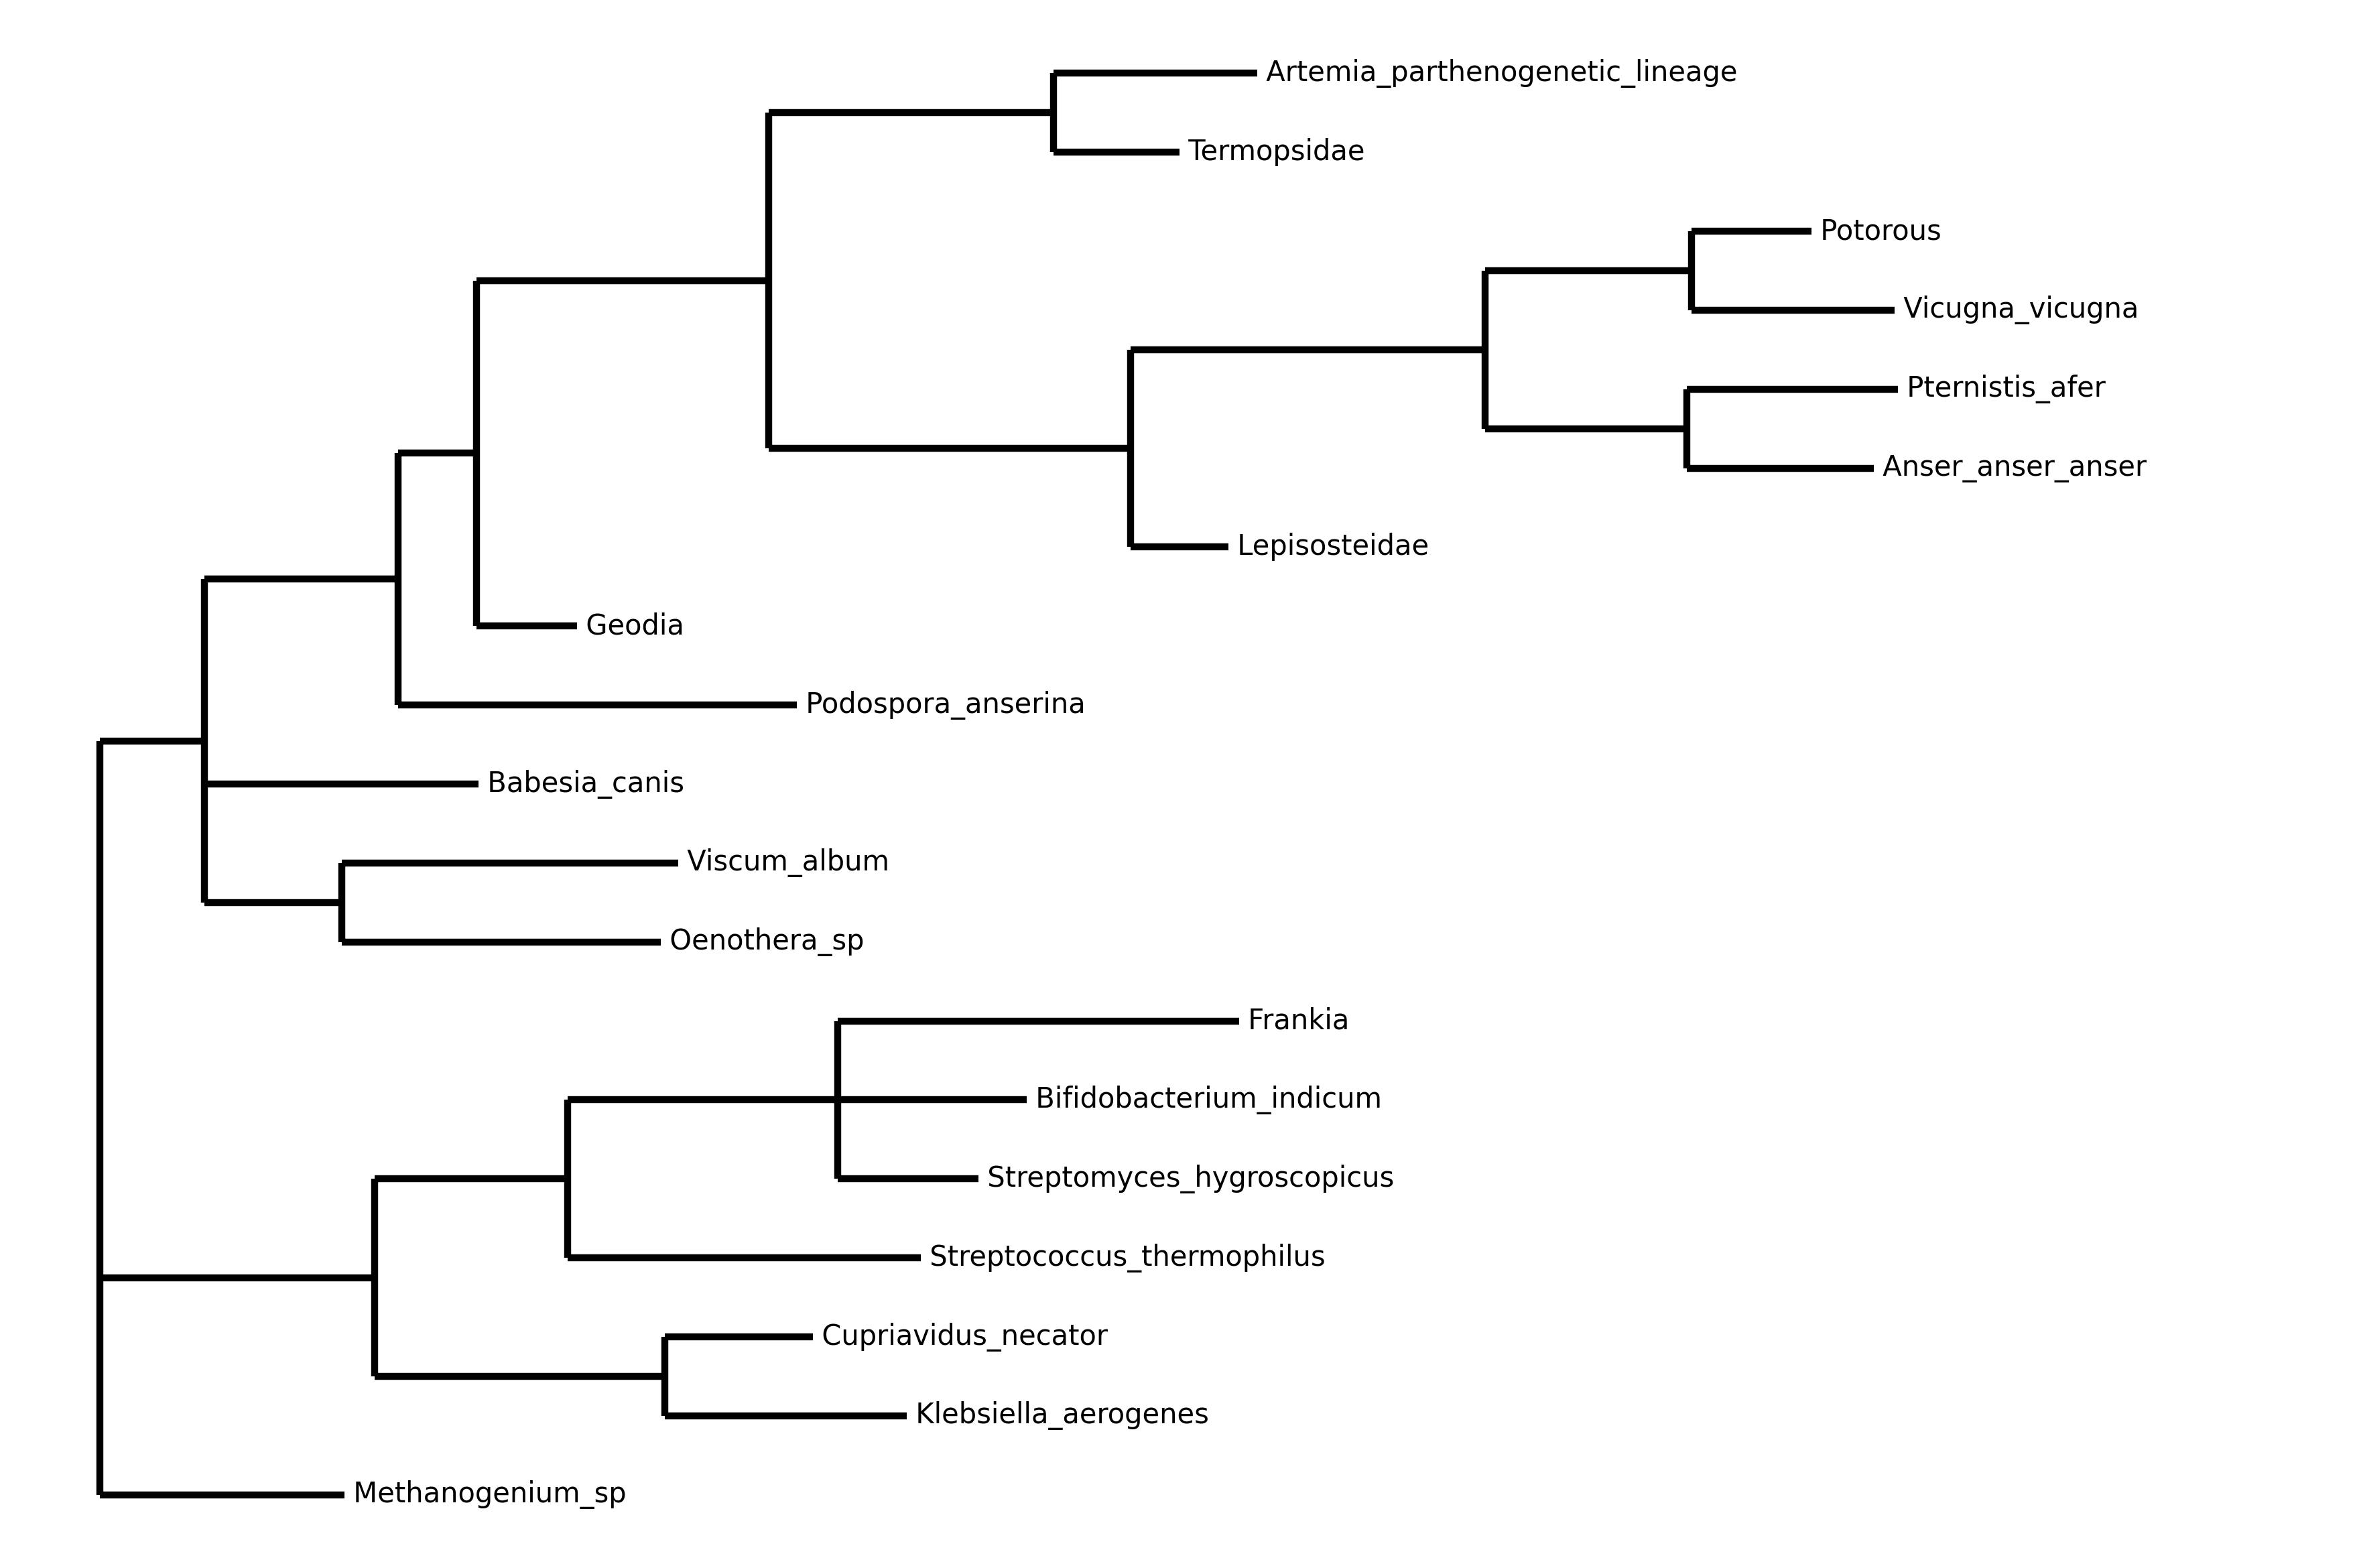 Artemia_parthenogenetic_lineage
Termopsidae
Potorous
Vicugna_vicugna
Pternistis_afer
Anser_anser_anser
Lepisosteidae
Geodia
Podospora_anserina
Babesia_canis
Viscum_album
Oenothera_sp
Frankia
Bifidobacterium_indicum
Streptomyces_hygroscopicus
Streptococcus_thermophilus
Cupriavidus_necator
Klebsiella_aerogenes
Methanogenium_sp